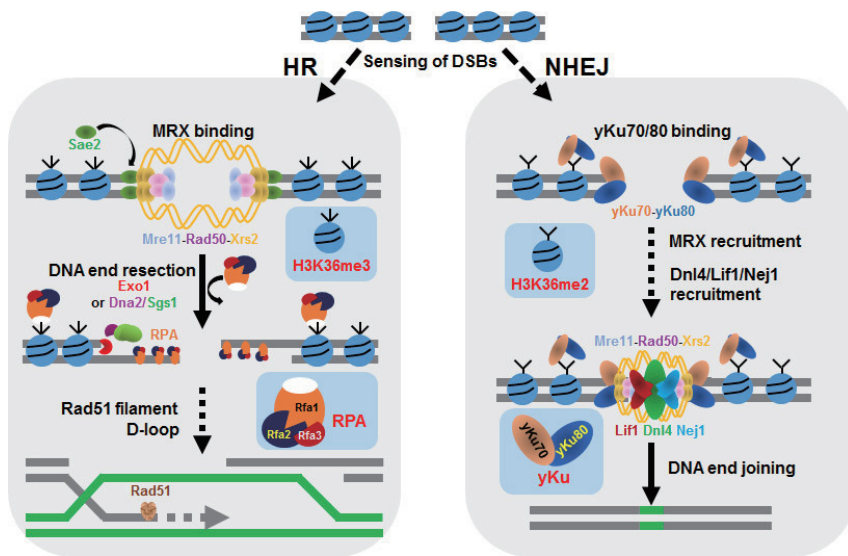 HR
Sensing of DSBs
NHEJ
MRX binding
Sae2
Mre11-Rad50-Xrs2
H3K36me3
DNA end resection
Exo1
or Dna2/Sgs1
RPA
Rad51 filament
D-loop
Rfa1
Rfa2
Rfa3
RPA
Rad51
yKu70/80 binding
yKu70-yKu80
H3K36me2
MRX recruitment
Dnl4/Lif1/Nej1
recruitment
Mre11-Rad50-Xrs2
Lif1 Dnl4 Nej1
yKu70
yKu80
yKu
DNA end joining